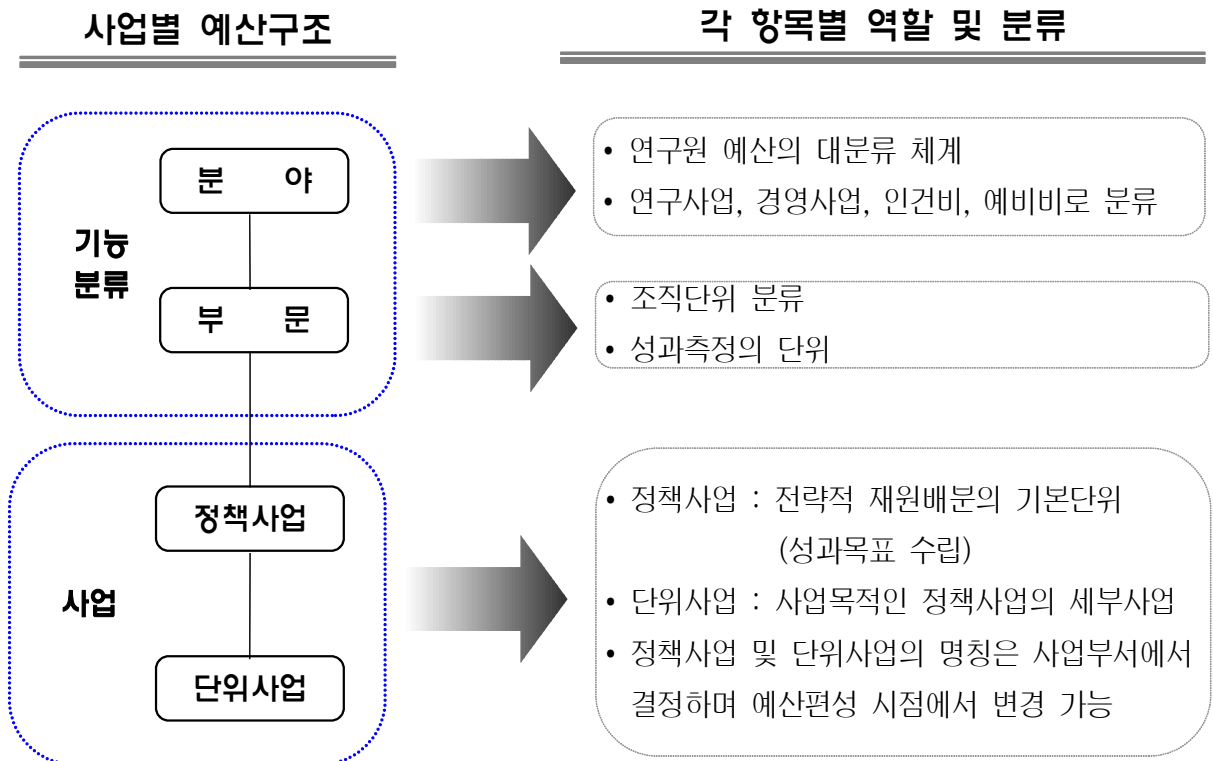 사업별 예산구조
각 항목별 역할 및 분류
기능
분류
분 야
• 연구원 예산의 대분류 체계
• 연구사업, 경영사업, 인건비, 예비비로 분류
부 문
• 조직단위 분류
• 성과측정의 단위
사업
정책사업
단위사업
• 정책사업 : 전략적 재원배분의 기본단위
(성과목표 수립)
• 단위사업 : 사업목적인 정책사업의 세부사업
• 정책사업 및 단위사업의 명칭은 사업부서에서
결정하며 예산편성 시점에서 변경 가능